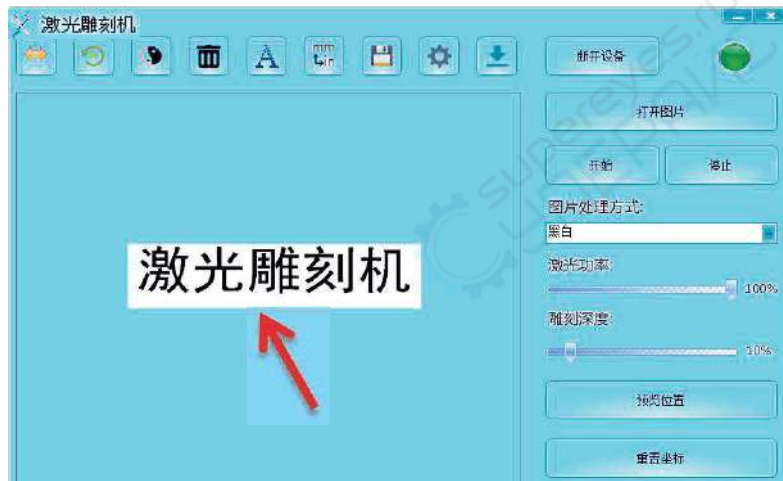 激光雕刻机
A
mm
in
断开设备
打开图片
开始
停止
图片处理方式:
黑白
激光功率:
100%
激光雕刻机
雕刻深度:
10%
预览位置
重置坐标